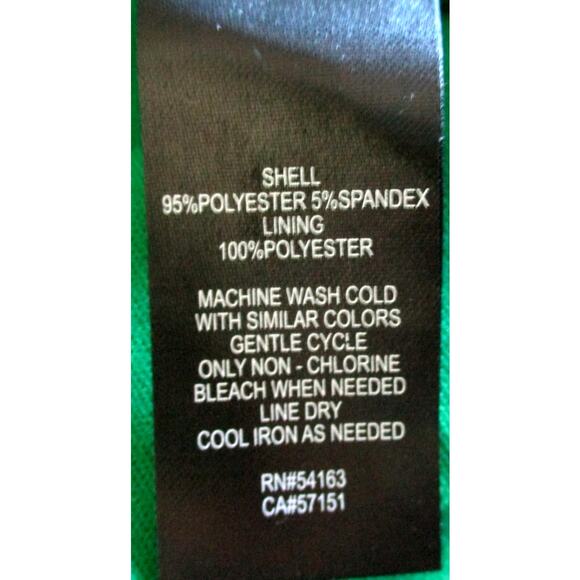 SHELL
95%POLYESTER 5%SPANDEX
LINING
100%POLYESTER
MACHINE WASH COLD
WITH SIMILAR COLORS
GENTLE CYCLE
ONLY NON - CHLORINE
BLEACH WHEN NEEDED
LINE DRY
COOL IRON AS NEEDED
RN#54163
CA#57151